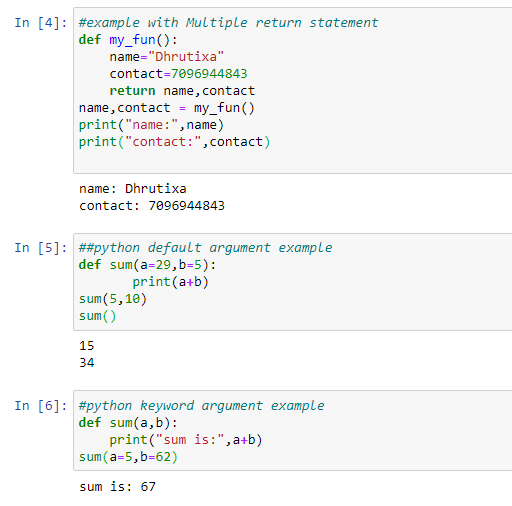 In [4]: #example with Multiple return statement
def my_fun():
    name="Dhrutixa"
    contact=7096944843
    return name,contact
name,contact = my_fun()
print("name:",name)
print("contact:",contact)
name: Dhrutixa
contact: 7096944843
In [5]: ##python default argument example
def sum(a=29,b=5):
       print(a+b)
sum(5,10)
sum()
15
34
In [6]: #python keyword argument example
def sum(a,b):
    print("sum is:",a+b)
sum(a=5,b=62)
sum is: 67